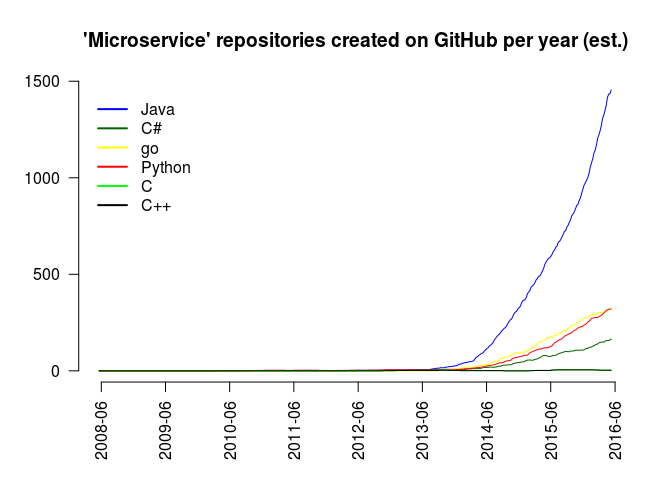 'Microservice' repositories created on GitHub per year (est.)
1500
1000
500
0
Java
C#
go
Python
C
C++
2008-06
2009-06
2010-06
2011-06
2012-06
2013-06
2014-06
2015-06
2016-06